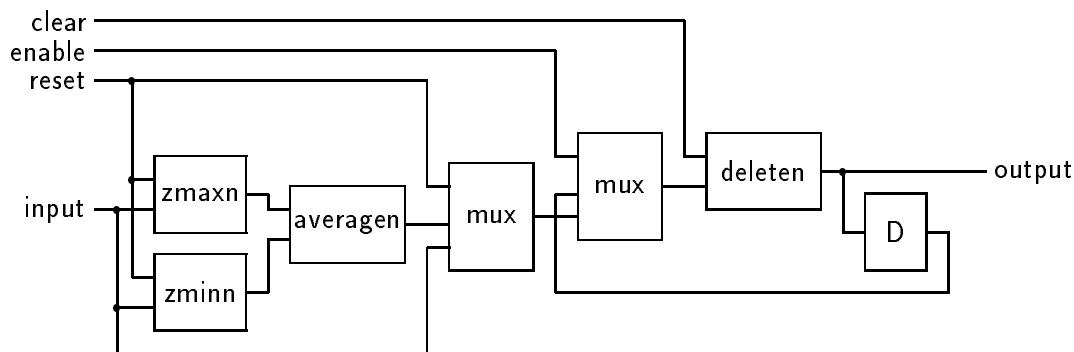 clear
enable
reset
input
zmaxn
zminn
averagen
mux
mux
deleten
D
output